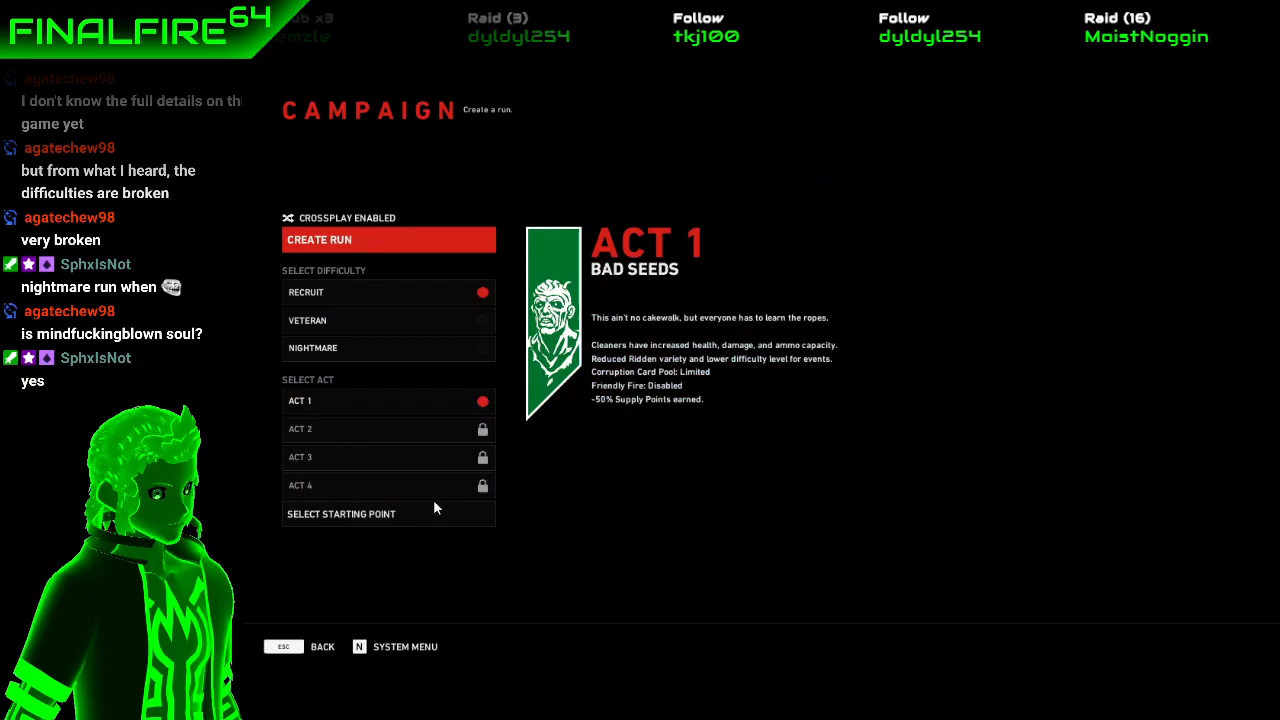 FINALFIRE64
x3
Raid (3)
dyldyl254
Follow
tkj100
Follow
dyldyl254
Raid (16)
MoistNoggin
agatechew98
I don't know the full details on thi
game yet
agatechew98
but from what I heard, the
difficulties are broken
agatechew98
very broken
SphxIsNot
nightmare run when
agatechew98
is mindfuckingblown soul?
SphxIsNot
yes
CAMPAIGN Create a run.
CROSSPLAY ENABLED
CREATE RUN
SELECT DIFFICULTY
RECRUIT
VETERAN
NIGHTMARE
SELECT ACT
ACT 1
ACT 2
ACT 3
ACT 4
SELECT STARTING POINT
ACT 1
BAD SEEDS
This ain't no cakewalk, but everyone has to learn the ropes.
Cleaners have increased health, damage, and ammo capacity.
Reduced Ridden variety and lower difficulty level for events.
Corruption Card Pool: Limited
Friendly Fire: Disabled
-50% Supply Points earned.
ESC BACK N SYSTEM MENU